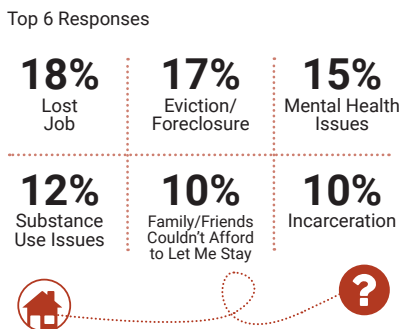 Top 6 Responses
18%
Lost
Job
17%
Eviction/
Foreclosure
15%
Mental Health
Issues
12%
Substance
Use Issues
10%
Family/Friends
Couldn't Afford
to Let Me Stay
10%
Incarceration
?